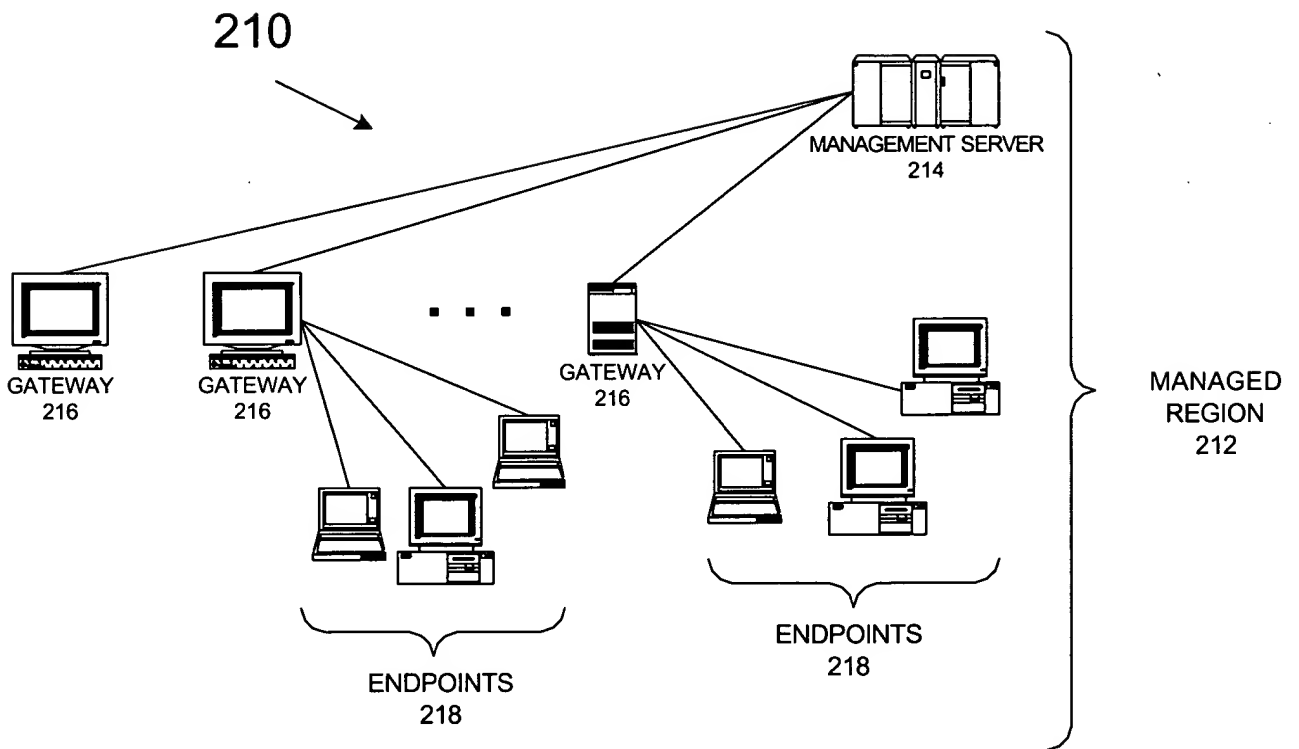 210
MANAGEMENT SERVER
214
GATEWAY
216
GATEWAY
216
GATEWAY
216
MANAGED
REGION
212
ENDPOINTS
218
ENDPOINTS
218